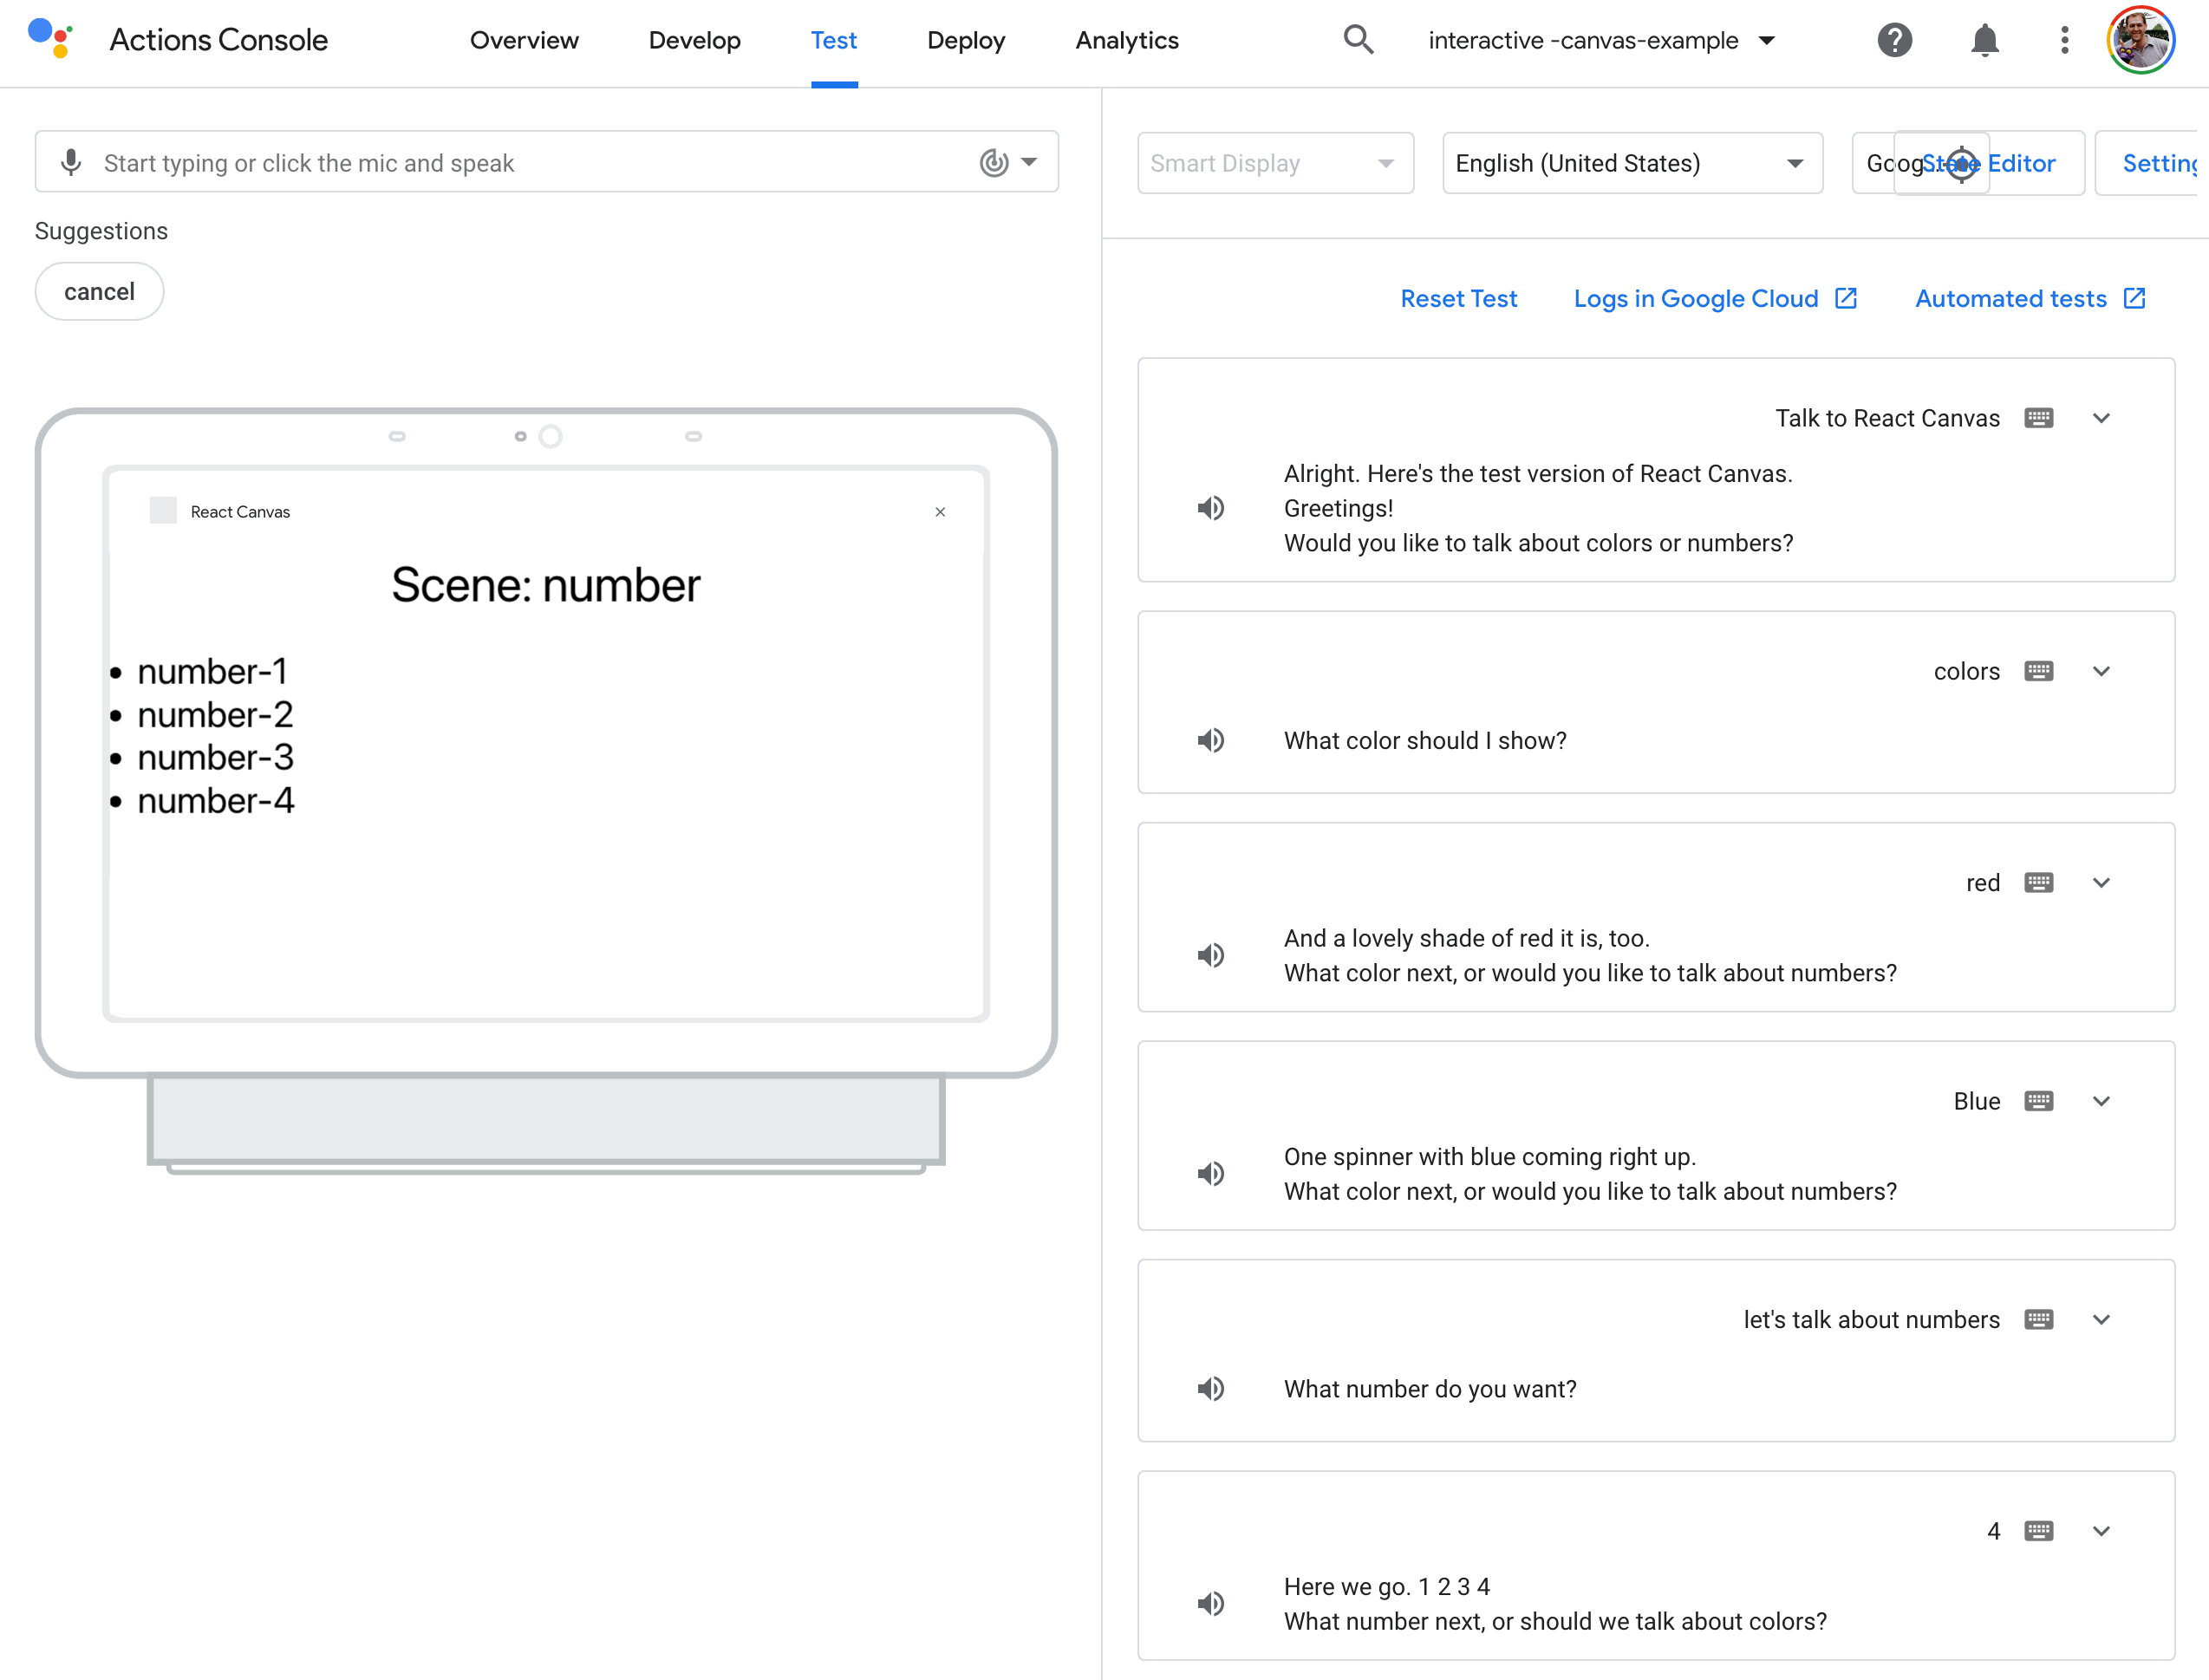 Actions Console
Overview
Develop
Test
Deploy
Analytics
interactive -canvas-example
Start typing or click the mic and speak
Suggestions
cancel
React Canvas
Scene: number
number-1
number-2
number-3
number-4
Smart Display
English (United States)
Goog...
State Editor
Setting
Reset Test
Logs in Google Cloud
Automated tests
Talk to React Canvas
Alright. Here's the test version of React Canvas.
Greetings!
Would you like to talk about colors or numbers?
colors
What color should I show?
red
And a lovely shade of red it is, too.
What color next, or would you like to talk about numbers?
Blue
One spinner with blue coming right up.
What color next, or would you like to talk about numbers?
let's talk about numbers
What number do you want?
4
Here we go. 1 2 3 4
What number next, or should we talk about colors?